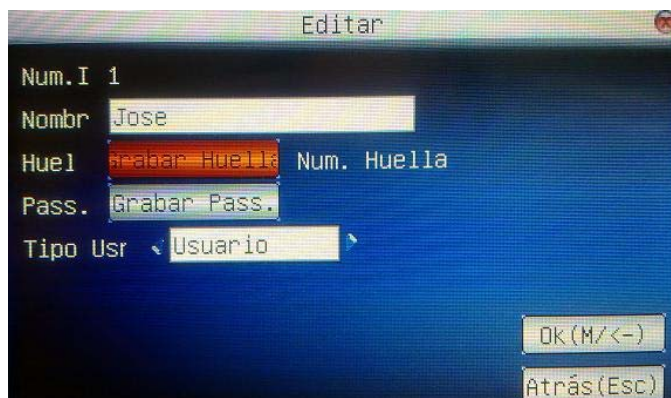 Editar
Num.I 1
Nombr Jose
Huel Grabar Huella Num. Huella
Pass. Grabar Pass.
Tipo Usr Usuario
Ok(M/<-)
Atrás(Esc)